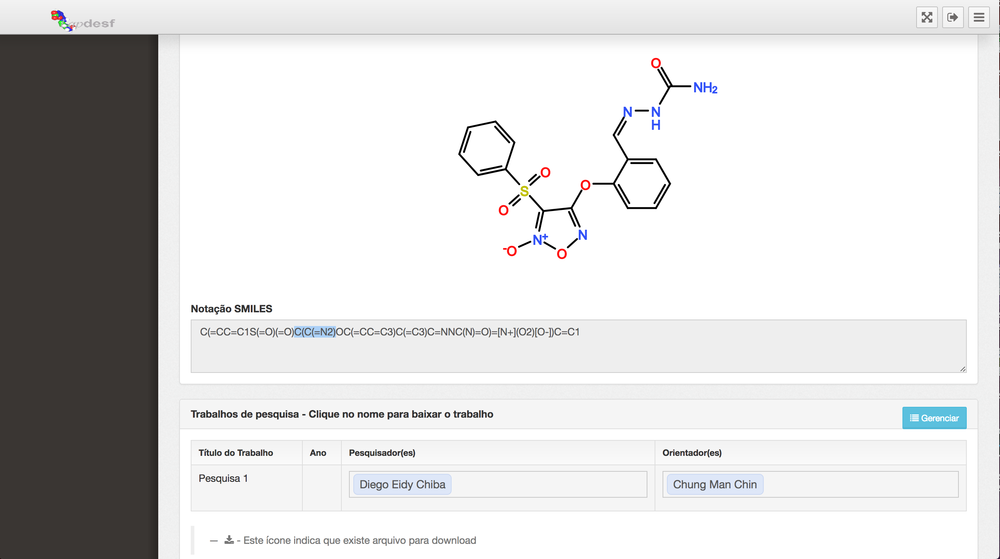 Lapdesf
O
NH2
N N
H
O
S
O
O
N+
N
-O
O
Notação SMILES
C(=CC=C1S(=O)(=O)C(C(=N2)OC(=CC=C3)C(=C3)C=NNC(N)=O)=[N+](O2)[O-])C=C1
Trabalhos de pesquisa - Clique no nome para baixar o trabalho
Gerenciar
Título do Trabalho Ano Pesquisador(es) Orientador(es)
Pesquisa 1 Diego Eidy Chiba Chung Man Chin
— - Este ícone indica que existe arquivo para download